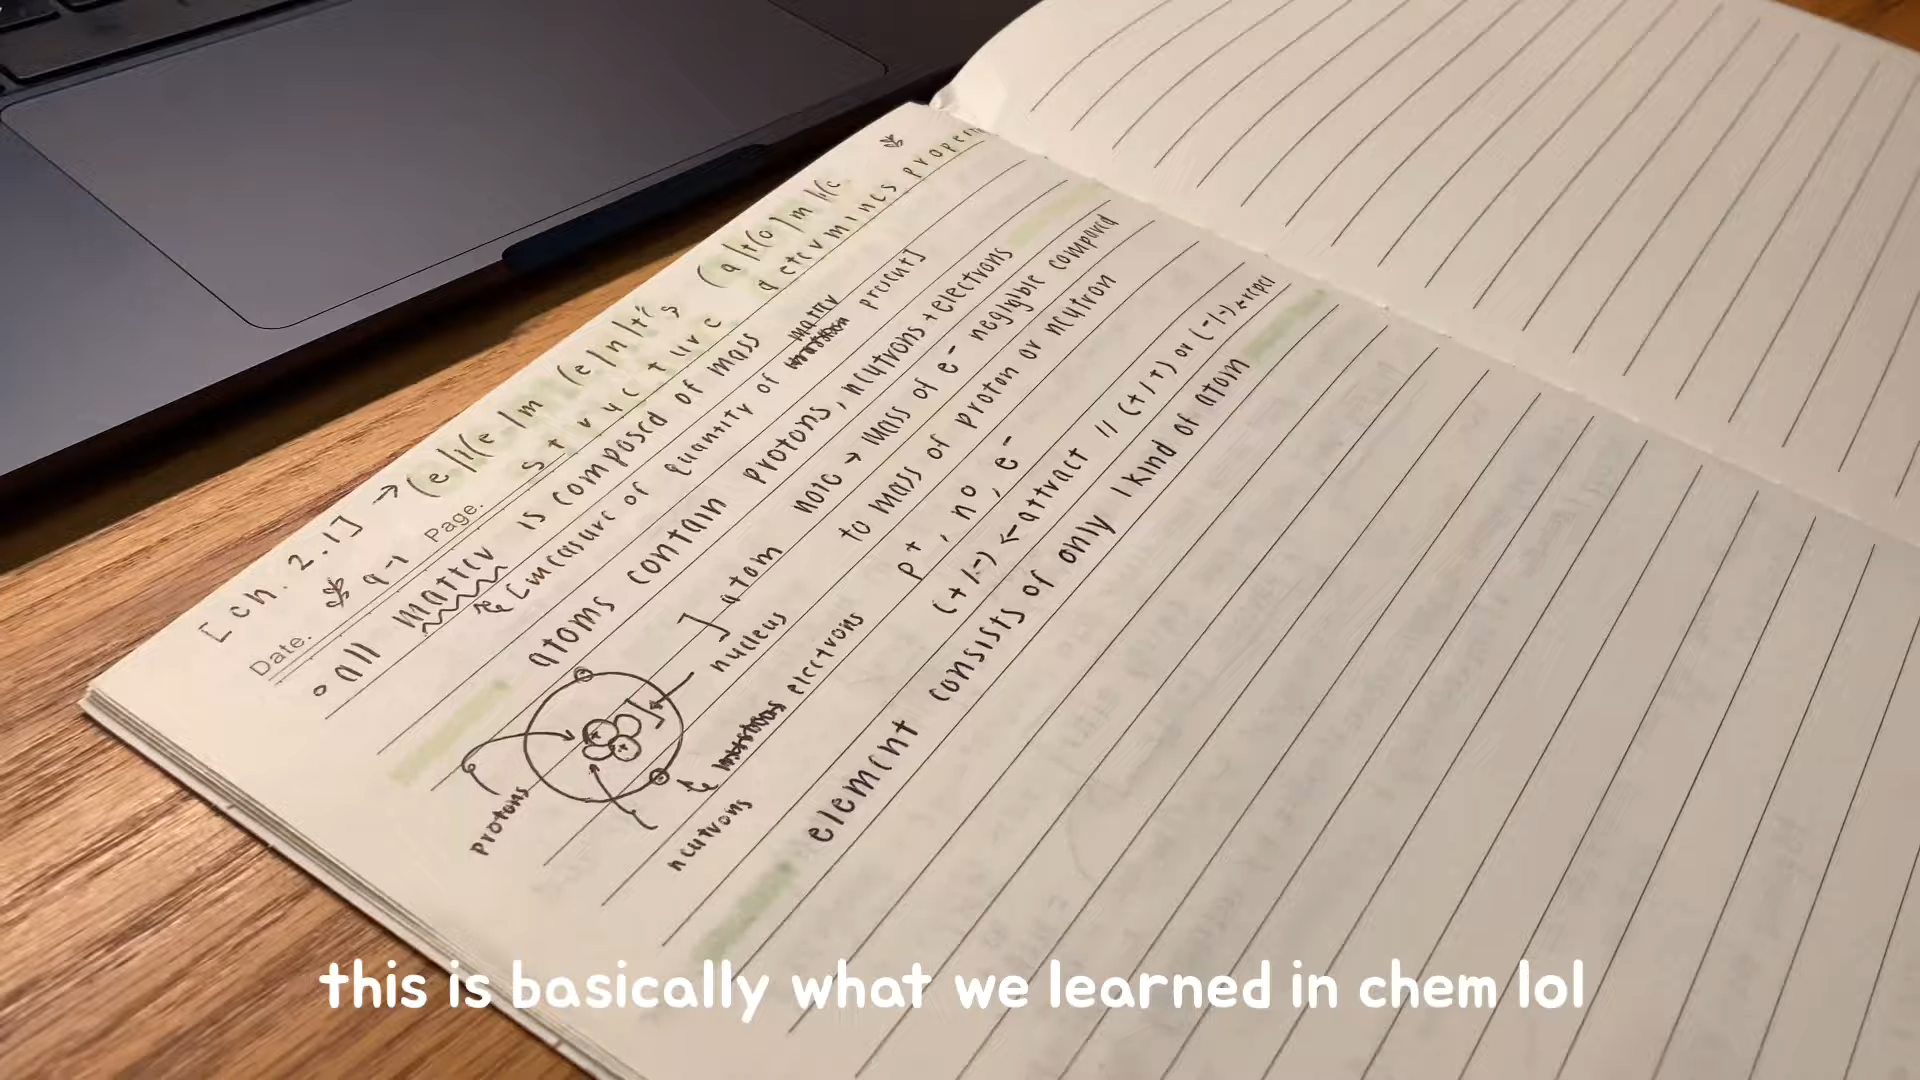 [ch. 2.1] → (e)l(e)m(e)n|t|s (a|t(o)m|(c
structure determines propert
Date. 9-1 Page.
• all matter is composed of mass
[measure of quantity of matter present]
atoms contain protons, neutrons + electrons
] atom note → mass of e⁻ negligible compared
nucleus to mass of proton or neutron
electrons p+, n°, e⁻
protons
neutrons (+/-) ← attract // (+/+) or (-/-) ← repel
element consists of only 1 kind of atom
this is basically what we learned in chem lol